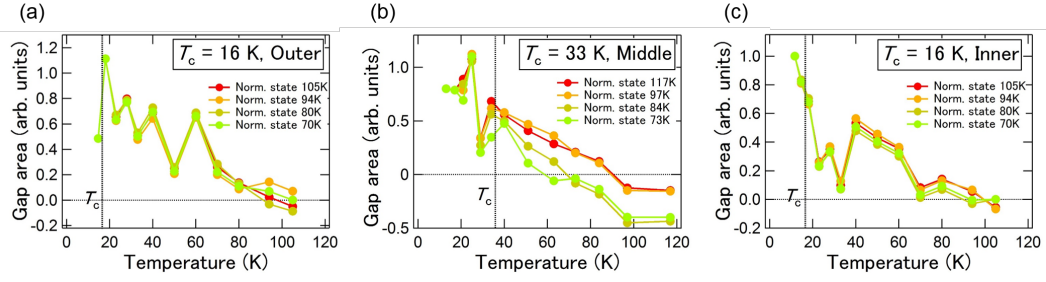 (a)
Gap area (arb. units)
1.2
1.0
0.8
0.6
0.4
0.2
0.0
-0.2
Tc = 16 K, Outer
Norm. state 105K
Norm. state 94K
Norm. state 80K
Norm. state 70K
Tc
0
20
40
60
80
100
120
Temperature (K)
(b)
Gap area (arb. units)
1.0
0.5
0
-0.5
Tc = 33 K, Middle
Norm. state 117K
Norm. state 97K
Norm. state 84K
Norm. state 73K
Tc
0
20
40
60
80
100
120
Temperature (K)
(c)
Gap area (arb. units)
1.0
0.8
0.6
0.4
0.2
0.0
-0.2
Tc = 16 K, Inner
Norm. state 105K
Norm. state 94K
Norm. state 80K
Norm. state 70K
Tc
0
20
40
60
80
100
120
Temperature (K)